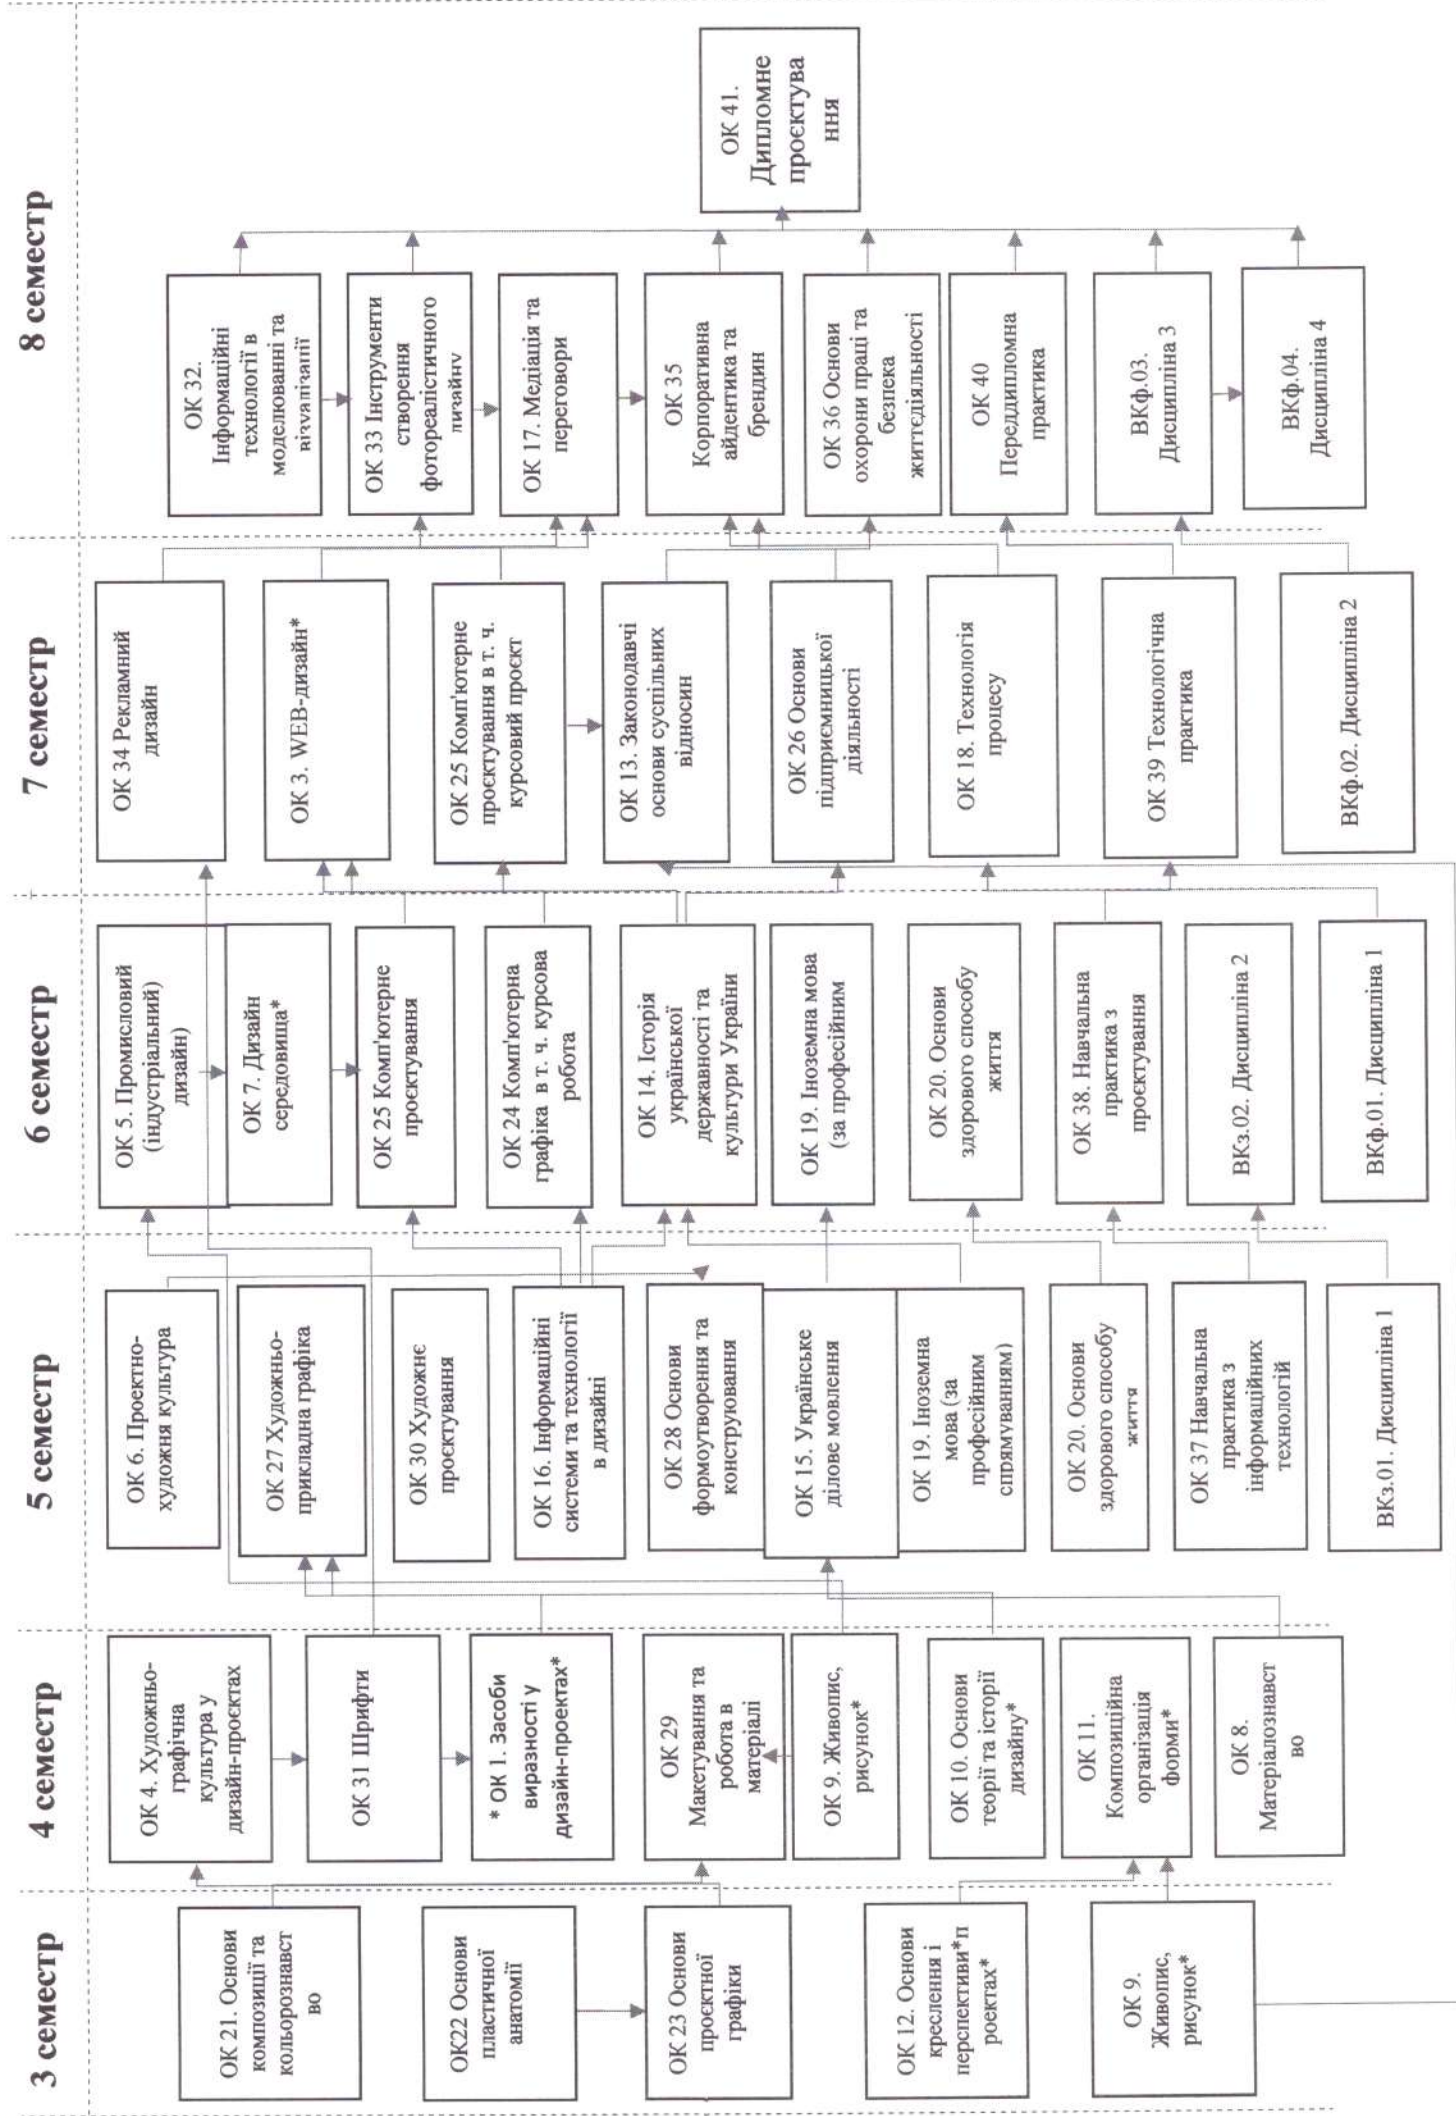 3 семестр
4 семестр
5 семестр
6 семестр
7 семестр
8 семестр
ОК 21. Основи
композиції та
кольорознавст
во
ОК22 Основи
пластичної
анатомії
ОК 23 Основи
проєктної
графіки
ОК 12. Основи
креслення і
перспективи*п
роектах*
ОК 9.
Живопис,
рисунок*
ОК 4. Художньо-
графічна
культура у
дизайн-проєктах
ОК 31 Шрифти
* ОК 1. Засоби
виразності у
дизайн-проектах*
ОК 29
Макетування та
робота в
матеріалі
ОК 9. Живопис,
рисунок*
ОК 10. Основи
теорії та історії
дизайну*
ОК 11.
Композиційна
організація
форми*
ОК 8.
Матеріалознавст
во
ОК 6. Проектно-
художня культура
ОК 27 Художньо-
прикладна графіка
ОК 30 Художнє
проєктування
ОК 16. Інформаційні
системи та технології
в дизайні
ОК 28 Основи
формоутворення та
конструювання
ОК 15. Українське
ділове мовлення
ОК 19. Іноземна
мова (за
професійним
спрямуванням)
ОК 20. Основи
здорового способу
життя
ОК 37 Навчальна
практика з
інформаційних
технологій
ВКз.01. Дисципліна 1
ОК 5. Промисловий
(індустріальний)
дизайн)
ОК 7. Дизайн
середовища*
ОК 25 Комп'ютерне
проєктування
ОК 24 Комп'ютерна
графіка в т. ч. курсова
робота
ОК 14. Історія
української
державності та
культури України
ОК 19. Іноземна мова
(за професійним
ОК 20. Основи
здорового способу
життя
ОК 38. Навчальна
практика з
проєктування
ВКз.02. Дисципліна 2
ВКф.01. Дисципліна 1
ОК 34 Рекламний
дизайн
ОК 3. WEB-дизайн*
ОК 25 Комп'ютерне
проєктування в т. ч.
курсовий проєкт
ОК 13. Законодавчі
основи суспільних
відносин
ОК 26 Основи
підприємницької
діяльності
ОК 18. Технологія
процесу
ОК 39 Технологічна
практика
ВКф.02. Дисципліна 2
ОК 32.
Інформаційні
технології в
моделюванні та
візуалізації
ОК 33 Інструменти
створення
фотореалістичного
дизайну
ОК 17. Медіація та
переговори
ОК 35
Корпоративна
айдентика та
брендин
ОК 36 Основи
охорони праці та
безпека
життєдіяльності
ОК 40
Переддипломна
практика
ВКф.03.
Дисципліна 3
ВКф.04.
Дисципліна 4
ОК 41.
Дипломне
проєктува
ння